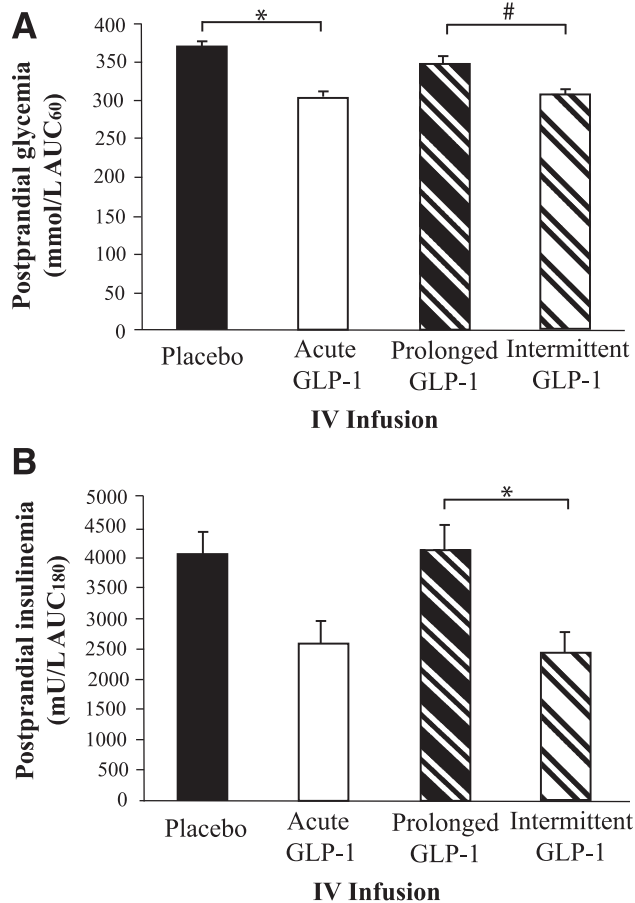 A
Postprandial glycemia
(mmol/L AUC60)
400
350
300
250
200
150
100
50
0
*
#
Placebo
Acute
GLP-1
Prolonged
GLP-1
Intermittent
GLP-1
IV Infusion
B
Postprandial insulinemia
(mU/L AUC180)
5000
4500
4000
3500
3000
2500
2000
1500
1000
500
0
*
Placebo
Acute
GLP-1
Prolonged
GLP-1
Intermittent
GLP-1
IV Infusion